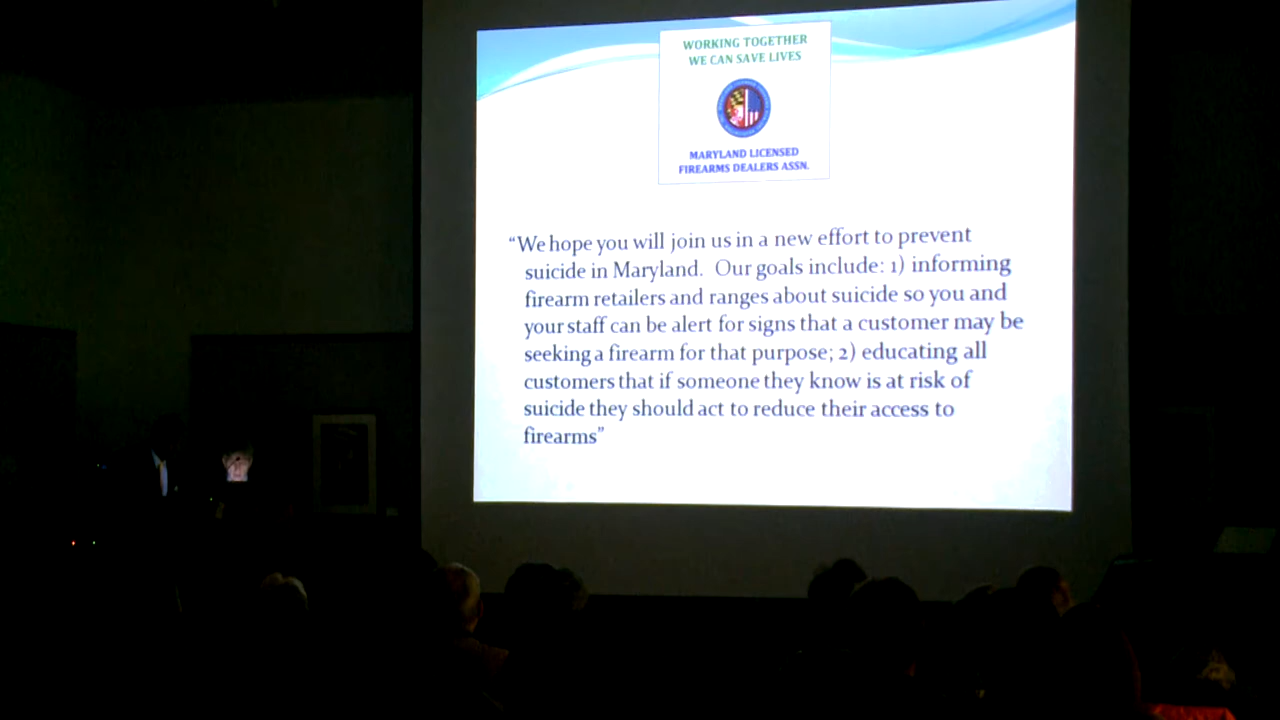 WORKING TOGETHER
WE CAN SAVE LIVES
MARYLAND LICENSED
FIREARMS DEALERS ASSN.
“We hope you will join us in a new effort to prevent
suicide in Maryland. Our goals include: 1) informing
firearm retailers and ranges about suicide so you and
your staff can be alert for signs that a customer may be
seeking a firearm for that purpose; 2) educating all
customers that if someone they know is at risk of
suicide they should act to reduce their access to
firearms”